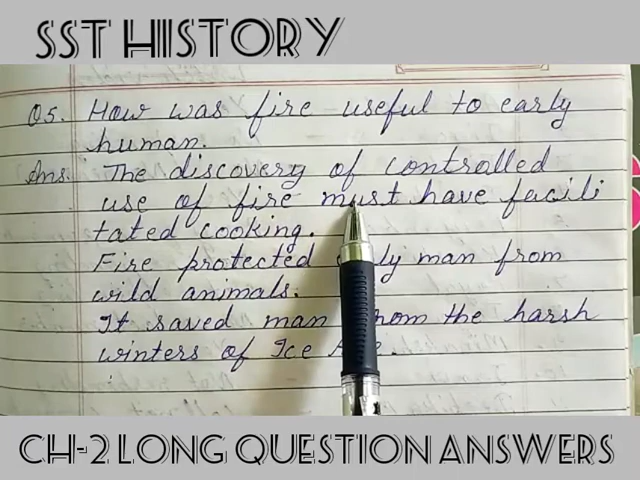 SST HISTORY
Q5. How was fire useful to early
human.
Ans. The discovery of controlled
use of fire must have facili
tated cooking.
Fire protected man from
wild animals.
It saved man the harsh
winters of Ice
CH-2 LONG QUESTION ANSWERS